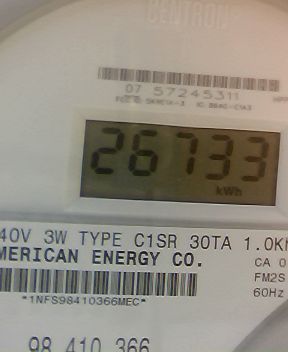 CENTRON
07 57245311
26733
kWh
40V 3W TYPE C1SR 30TA 1.0K
MERICAN ENERGY CO.
CA 0
FM2S
60Hz
*1NFS98410366MEC*
98 410 366